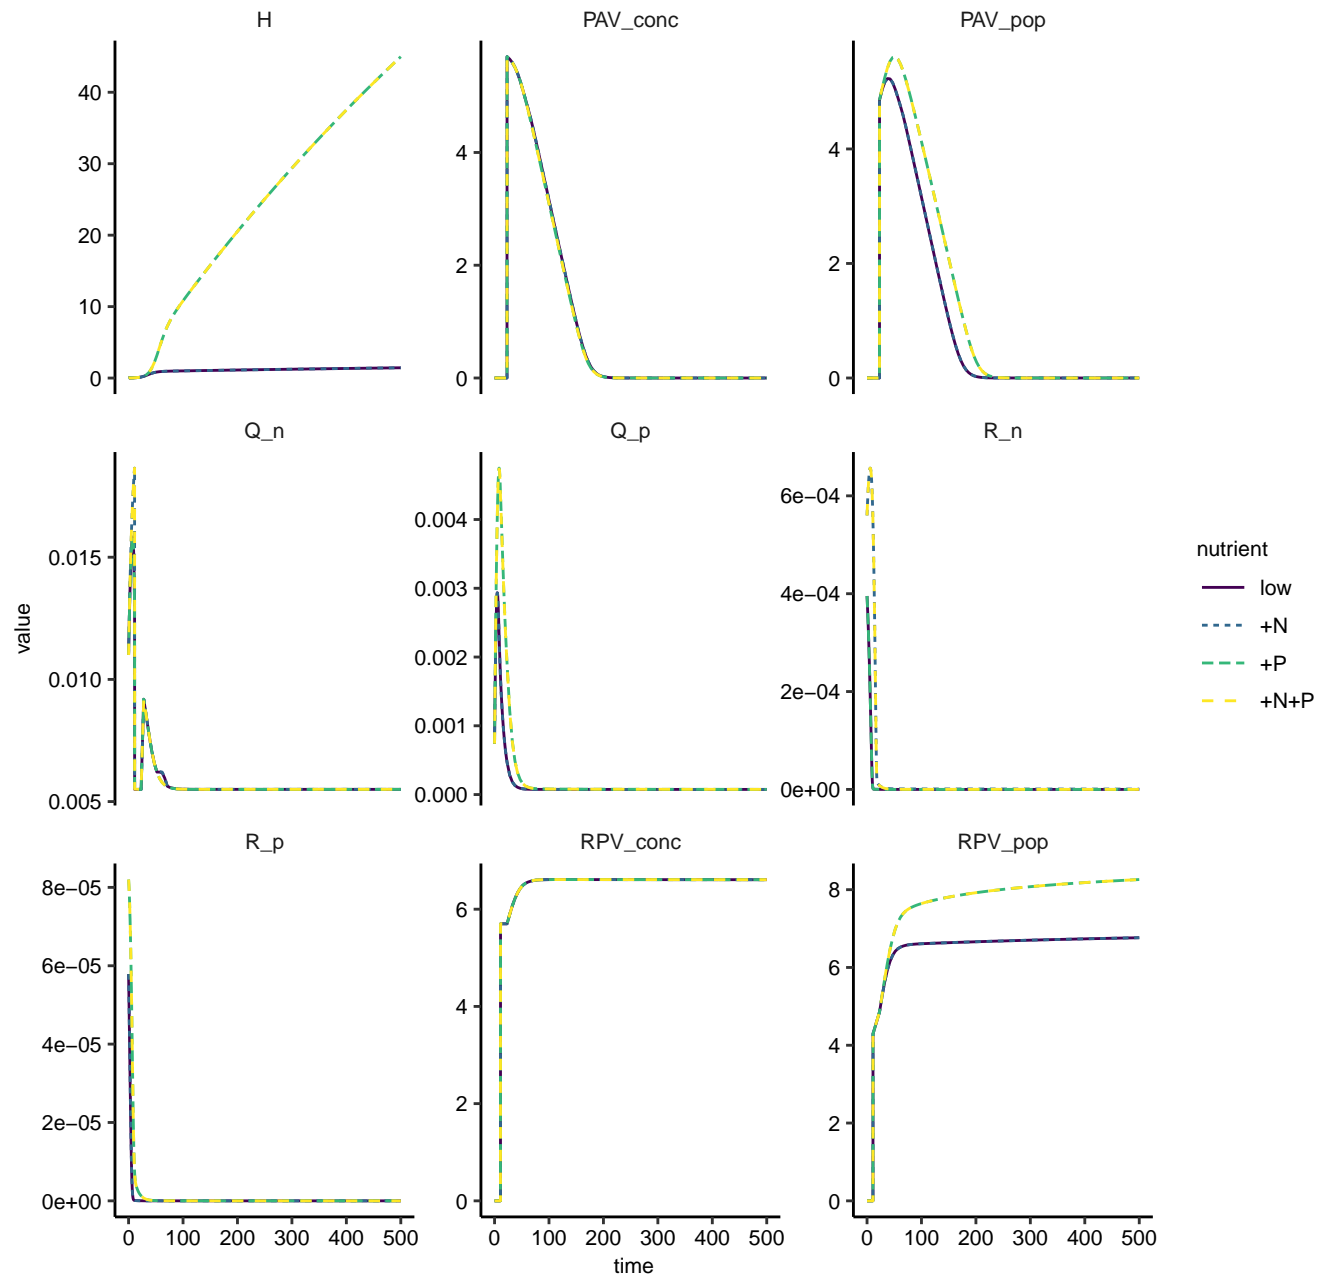 H
PAV_conc
PAV_pop
40
30
20
10
0
4
2
0
4
2
0
Q_n
Q_p
R_n
0.015
0.010
0.005
0.004
0.003
0.002
0.001
0.000
6e−04
4e−04
2e−04
0e+00
R_p
RPV_conc
RPV_pop
8e−05
6e−05
4e−05
2e−05
0e+00
6
4
2
0
8
6
4
2
0
0 100 200 300 400 500
0 100 200 300 400 500
0 100 200 300 400 500
time
value
nutrient
low
+N
+P
+N+P